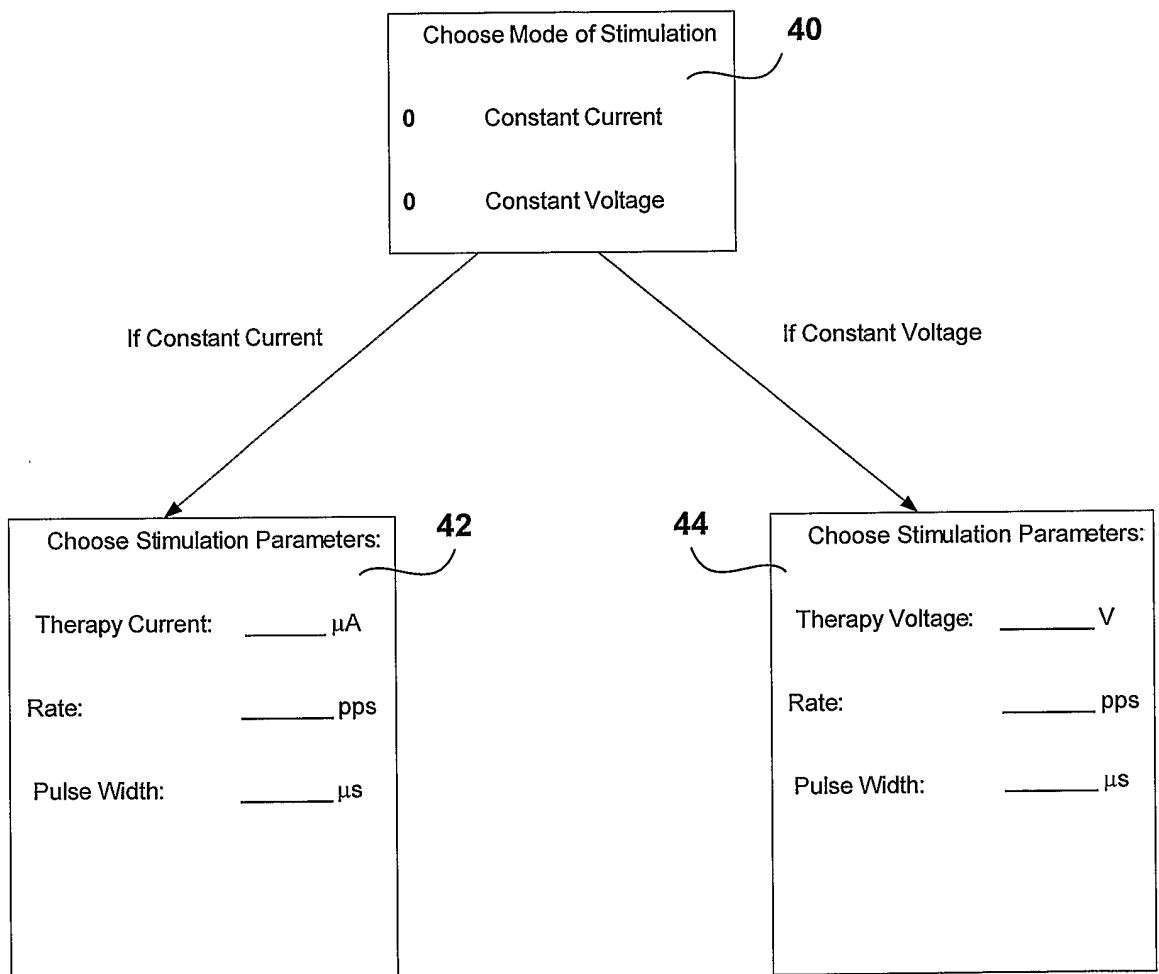 Choose Mode of Stimulation
40
0 Constant Current
0 Constant Voltage
If Constant Current
If Constant Voltage
42
Choose Stimulation Parameters:
Therapy Current: ______ μA
Rate: ______ pps
Pulse Width: ______ μs
44
Choose Stimulation Parameters:
Therapy Voltage: ______ V
Rate: ______ pps
Pulse Width: ______ μs